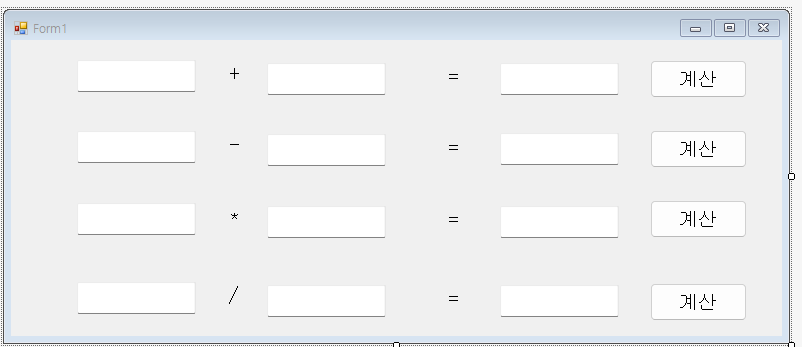 Form1
+ = 계산
- = 계산
* = 계산
/ = 계산